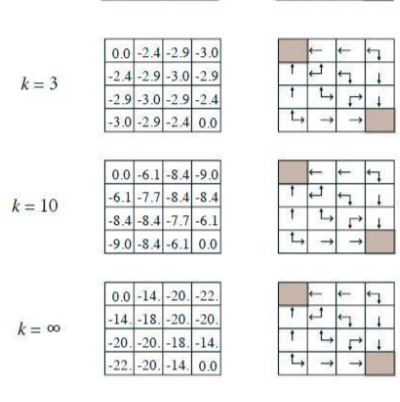 0.0 -2.4 -2.9 -3.0
k = 3
-2.4 -2.9 -3.0 -2.9
-2.9 -3.0 -2.9 -2.4
-3.0 -2.9 -2.4 0.0
0.0 -6.1 -8.4 -9.0
k = 10
-6.1 -7.7 -8.4 -8.4
-8.4 -8.4 -7.7 -6.1
-9.0 -8.4 -6.1 0.0
0.0 -14. -20. -22.
k = ∞
-14. -18. -20. -20.
-20. -20. -18. -14.
-22. -20. -14. 0.0